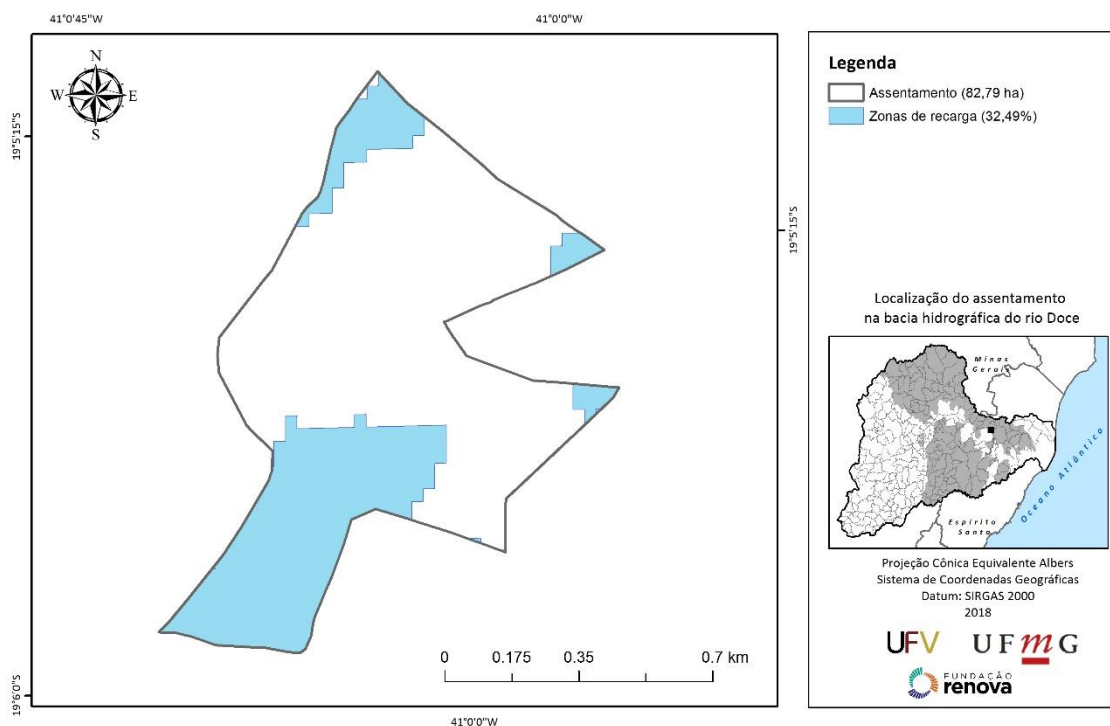 41°0'45"W
41°0'0"W
19°5'15"S
N
W
E
S
19°5'15"S
19°6'0"S
0
0.175
0.35
0.7 km
41°0'0"W
Legenda
Assentamento (82,79 ha)
Zonas de recarga (32,49%)
Localização do assentamento
na bacia hidrográfica do rio Doce
Minas
Gerais
Oceano Atlântico
Espírito
Santo
Projeção Cônica Equivalente Albers
Sistema de Coordenadas Geográficas
Datum: SIRGAS 2000
2018
UFV
UFmG
FUNDAÇÃO
renova